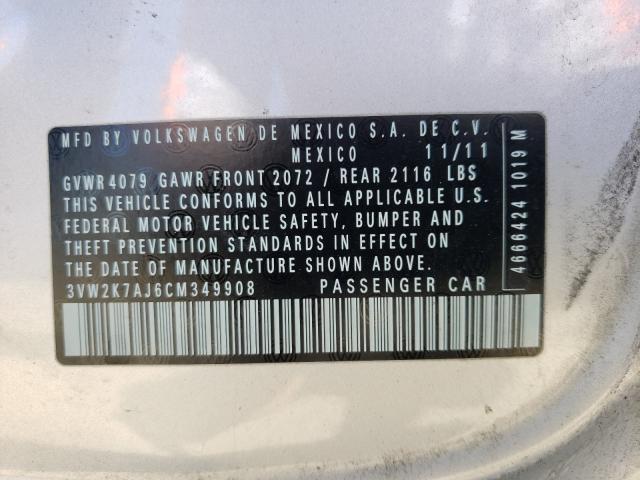 MFD BY VOLKSWAGEN DE MEXICO S.A. DE C.V.
MEXICO 11/11
GVWR 4079 GAWR FRONT 2072 / REAR 2116 LBS
THIS VEHICLE CONFORMS TO ALL APPLICABLE U.S.
FEDERAL MOTOR VEHICLE SAFETY, BUMPER AND
THEFT PREVENTION STANDARDS IN EFFECT ON
THE DATE OF MANUFACTURE SHOWN ABOVE.
3VW2K7AJ6CM349908 PASSENGER CAR
4666424 1019 M